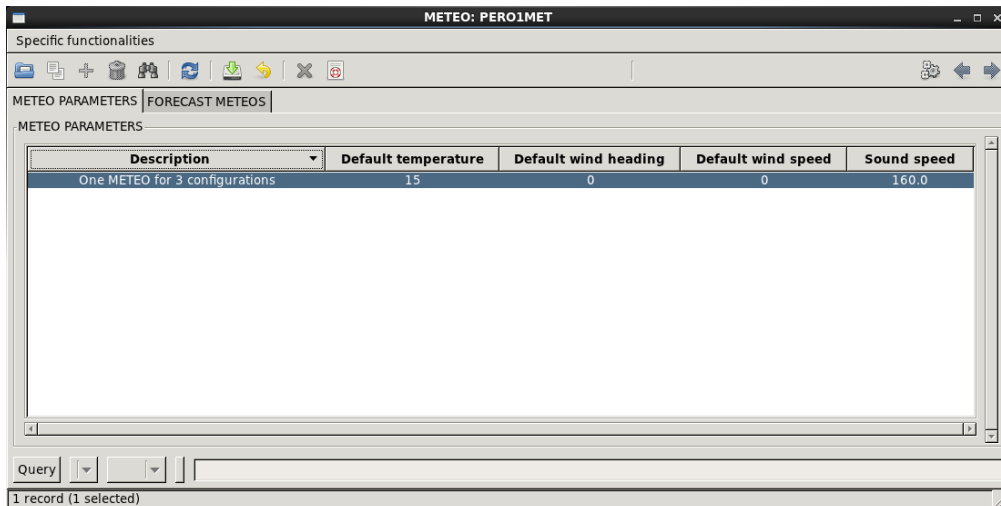 METEO: PERO1MET
Specific functionalities
METEO PARAMETERS FORECAST METEOS
METEO PARAMETERS
Description Default temperature Default wind heading Default wind speed Sound speed
One METEO for 3 configurations 15 0 0 160.0
Query
1 record (1 selected)